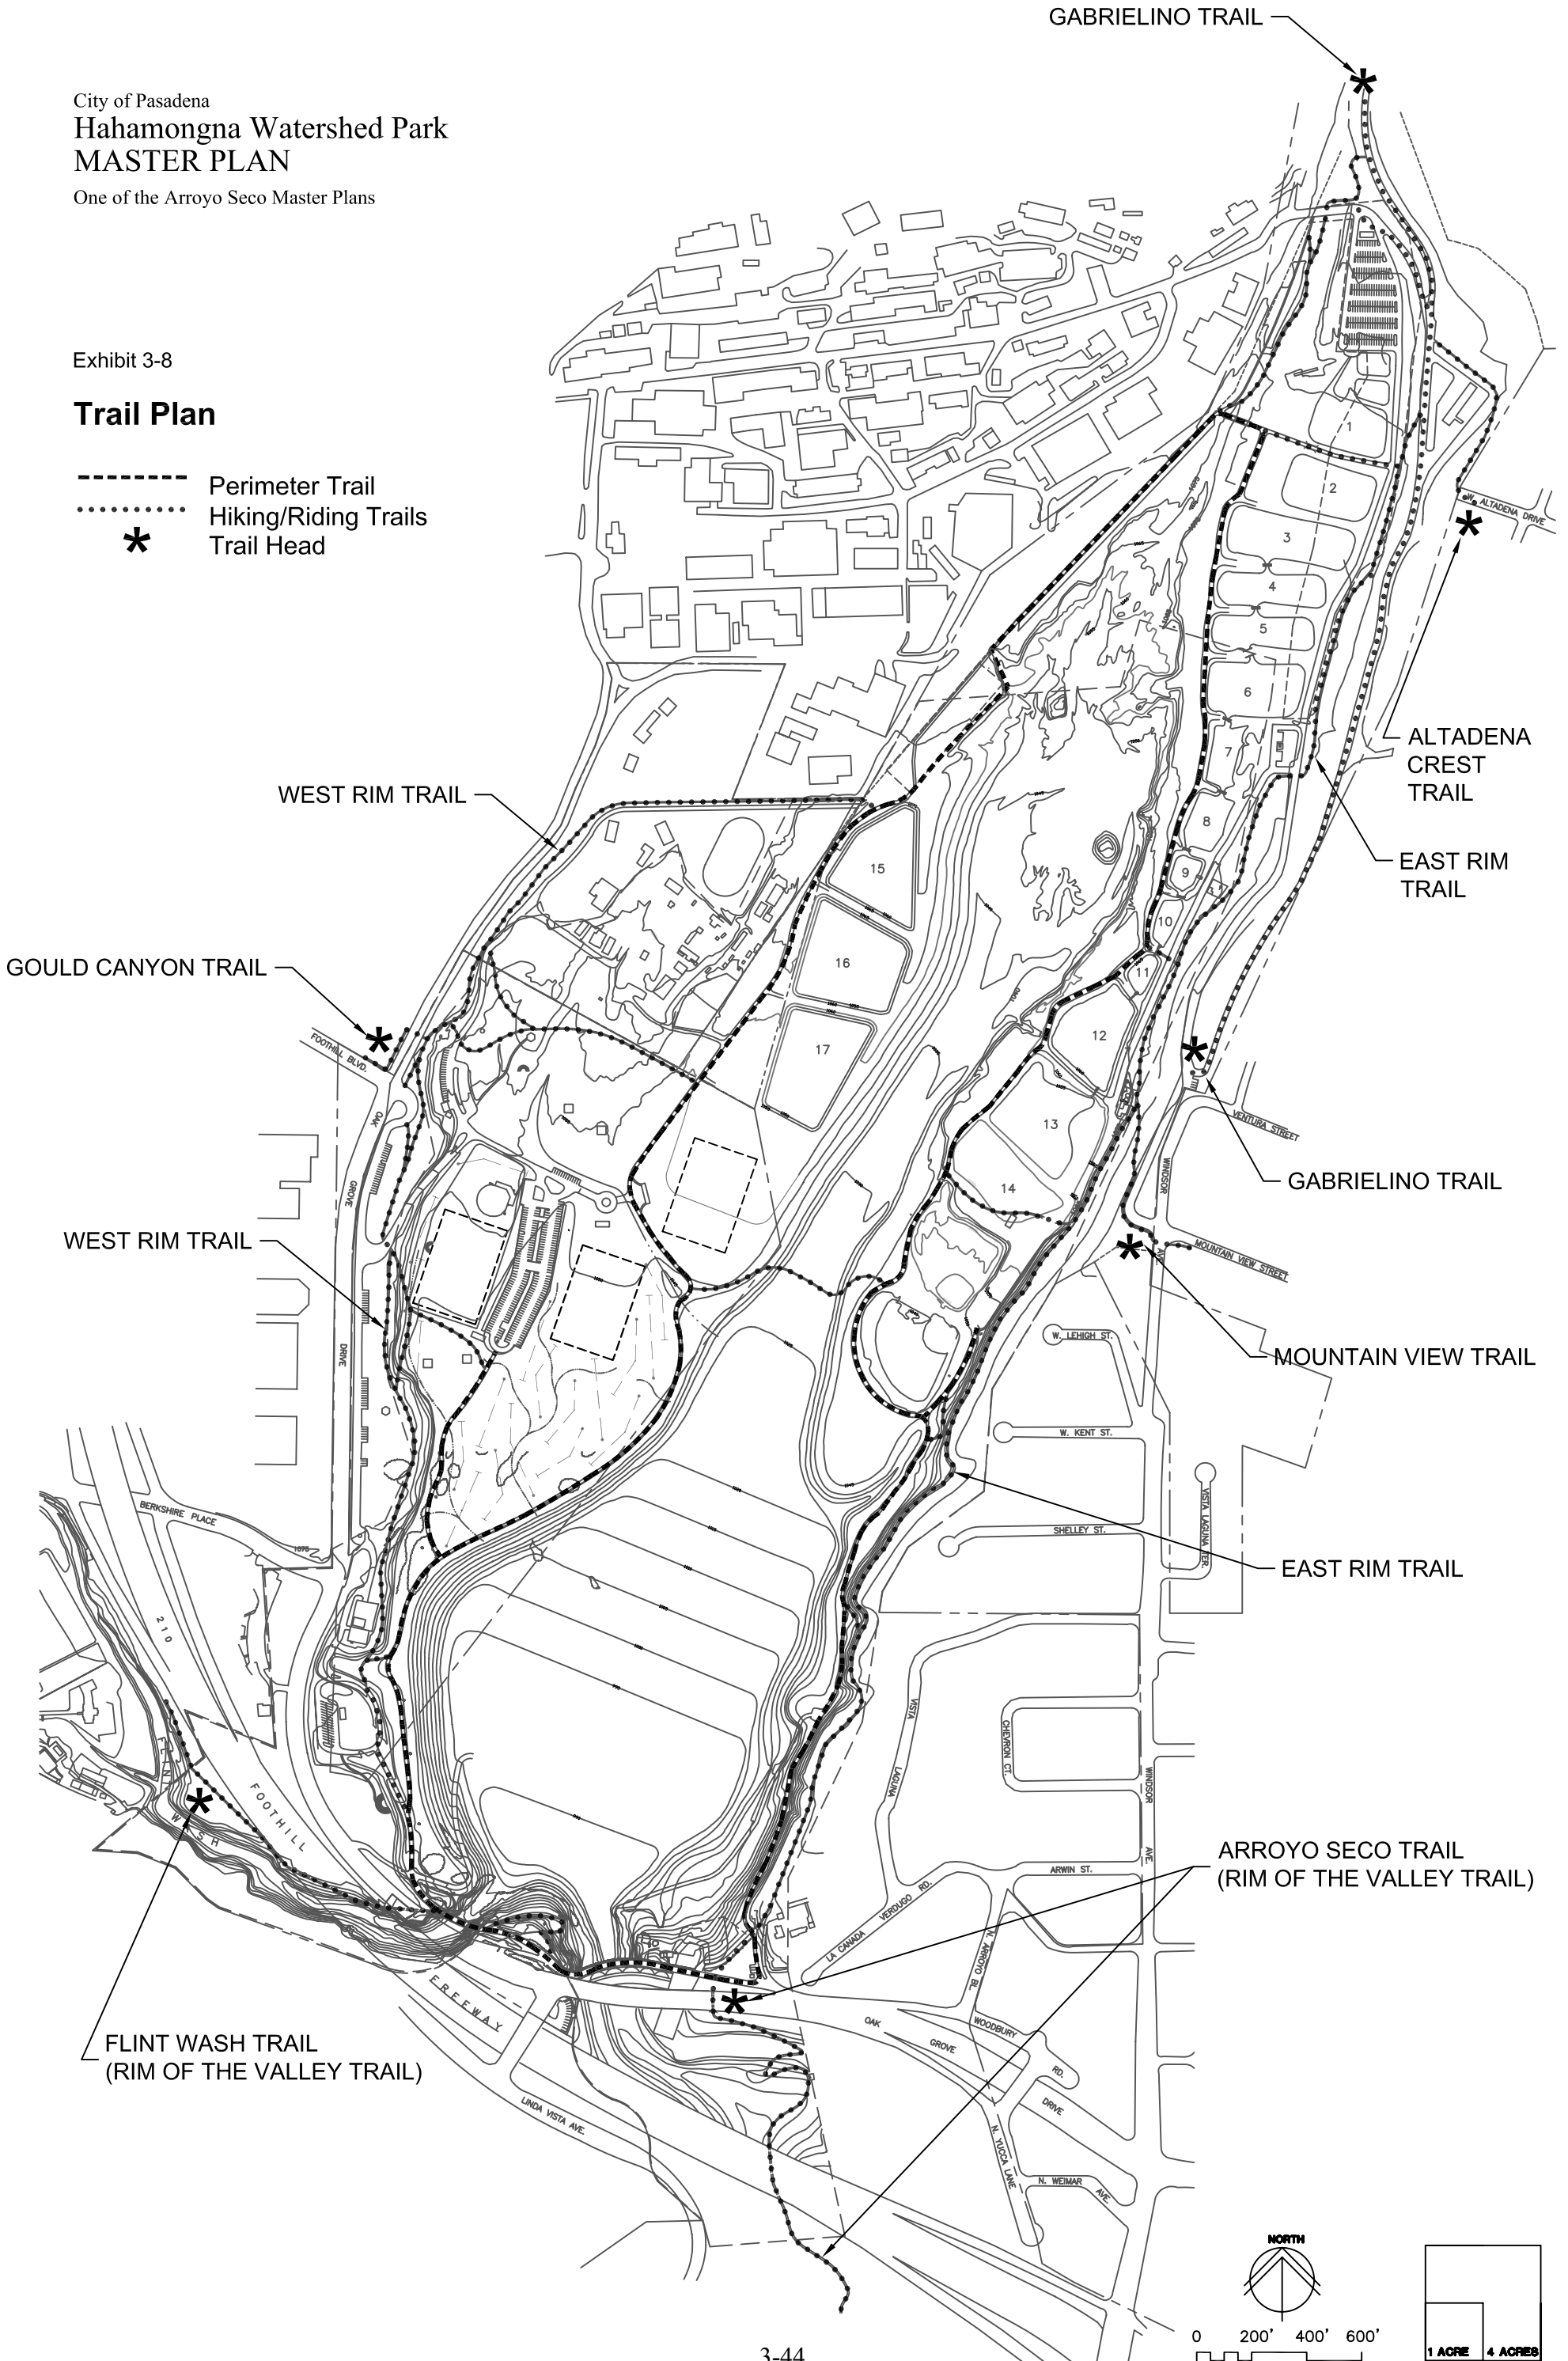 GABRIELINO TRAIL
City of Pasadena
Hahamongna Watershed Park
MASTER PLAN
One of the Arroyo Seco Master Plans
Exhibit 3-8
Trail Plan
Perimeter Trail
Hiking/Riding Trails
Trail Head
1
2
W. ALTADENA DRIVE
3
4
5
6
7
ALTADENA
CREST
TRAIL
WEST RIM TRAIL
8
EAST RIM
TRAIL
15
9
10
GOULD CANYON TRAIL
16
11
12
17
FOOTHILL BLVD.
OAK
GROVE
DRIVE
13
VENTURA STREET
WINDSOR
AVE.
14
GABRIELINO TRAIL
WEST RIM TRAIL
MOUNTAIN VIEW STREET
W. LEHIGH ST.
MOUNTAIN VIEW TRAIL
W. KENT ST.
BERKSHIRE PLACE
1075
SHELLEY ST.
VISTA LAGUNA TER.
EAST RIM TRAIL
210
FOOTHILL
FREEWAY
FLINT
WASH
VISTA
LAGUNA
CHEVRON CT.
WINDSOR
AVE.
ARROYO SECO TRAIL
(RIM OF THE VALLEY TRAIL)
ARWIN ST.
LA CANADA VERDUGO RD.
N. ARROYO BL.
OAK
GROVE
DRIVE
WOODBURY
RD.
FLINT WASH TRAIL
(RIM OF THE VALLEY TRAIL)
LINDA VISTA AVE.
N. YUCCA LANE
N. WEIMAR
AVE.
NORTH
0 200' 400' 600'
1 ACRE 4 ACRES
3-44